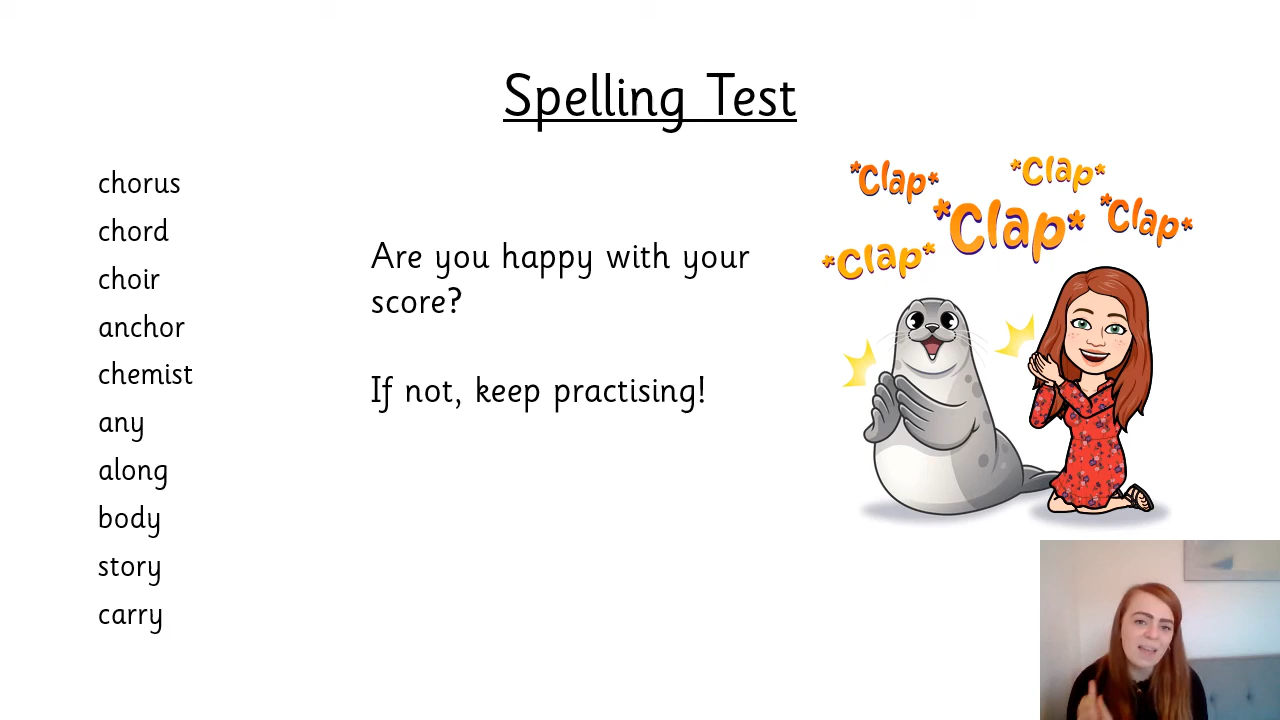 Spelling Test
chorus
chord
choir
anchor
chemist
any
along
body
story
carry
Are you happy with your
score?
If not, keep practising!
*Clap*
*Clap*
*Clap*
*Clap*
*Clap*